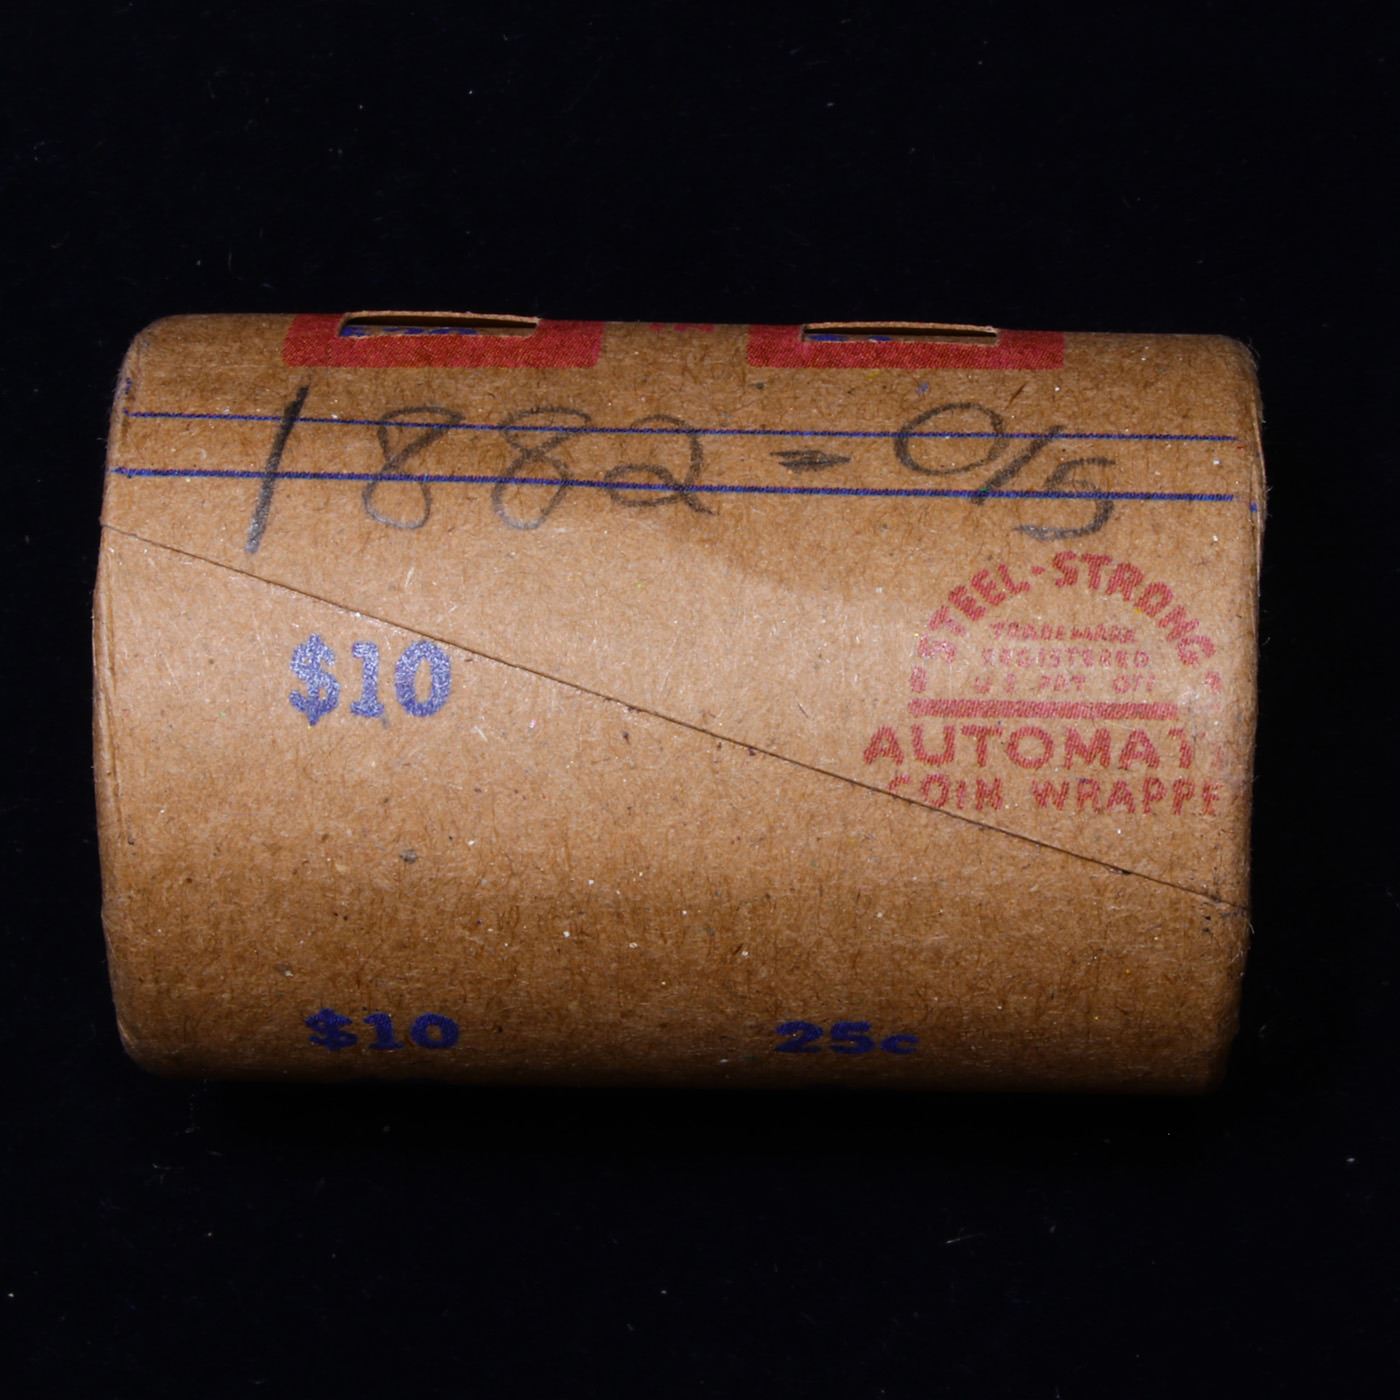 1882 - O/S
$10
STEEL-STRONG
TRADEMARK
REGISTERED
U S PAT OFF
AUTOMAT
COIN WRAPPE
$10 25c